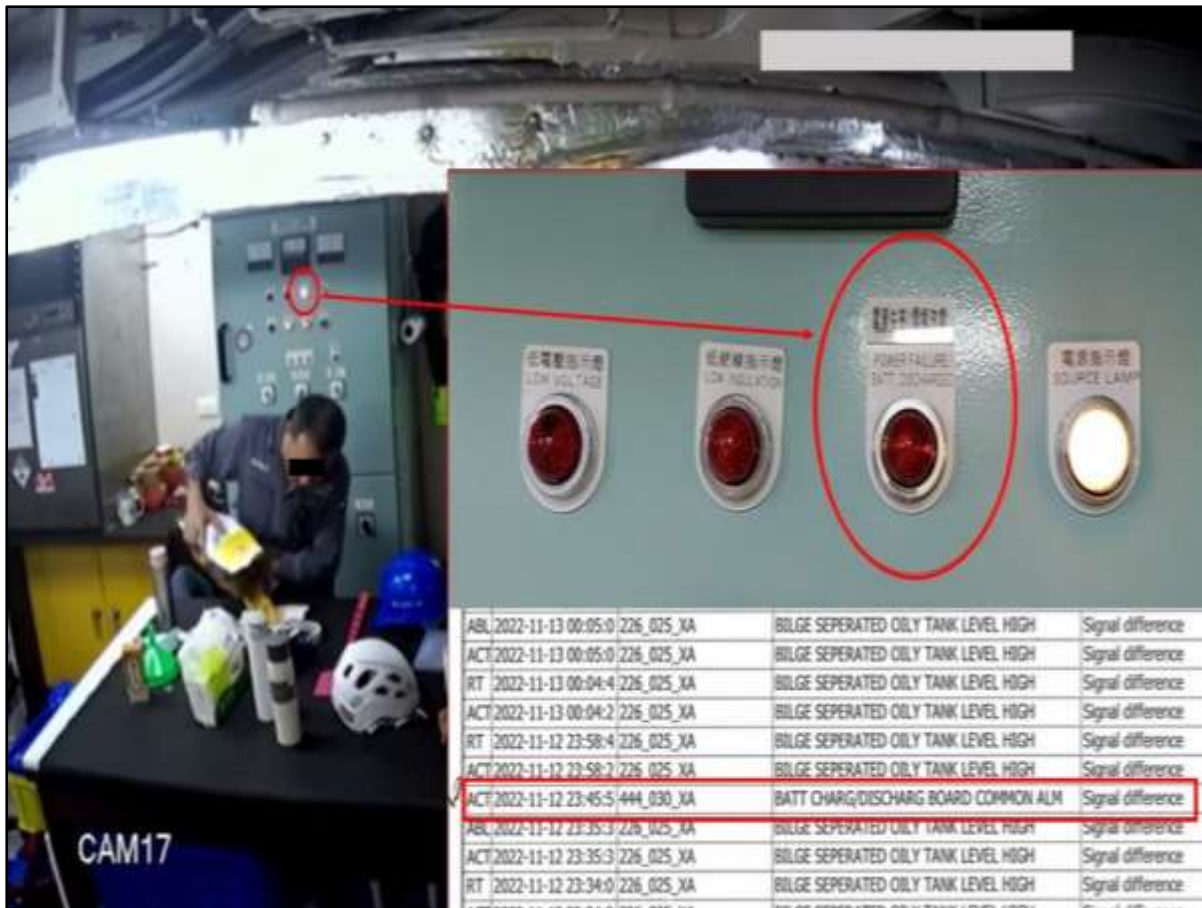 低電壓指示燈
LOW VOLTAGE
低絕緣指示燈
LOW INSULATION
POWER FAILURE
BATT DISCHARGED
電源指示燈
SOURCE LAMP
ABL 2022-11-13 00:05:0 226_025_XA BILGE SEPERATED OILY TANK LEVEL HIGH Signal difference
ACT 2022-11-13 00:05:0 226_025_XA BILGE SEPERATED OILY TANK LEVEL HIGH Signal difference
RT 2022-11-13 00:04:4 226_025_XA BILGE SEPERATED OILY TANK LEVEL HIGH Signal difference
ACT 2022-11-13 00:04:2 226_025_XA BILGE SEPERATED OILY TANK LEVEL HIGH Signal difference
RT 2022-11-12 23:58:4 226_025_XA BILGE SEPERATED OILY TANK LEVEL HIGH Signal difference
ACT 2022-11-12 23:58:2 226_025_XA BILGE SEPERATED OILY TANK LEVEL HIGH Signal difference
ACT 2022-11-12 23:45:5 444_030_XA BATT CHARG/DISCHARG BOARD COMMON ALM Signal difference
ABL 2022-11-12 23:35:3 226_025_XA BILGE SEPERATED OILY TANK LEVEL HIGH Signal difference
ACT 2022-11-12 23:35:3 226_025_XA BILGE SEPERATED OILY TANK LEVEL HIGH Signal difference
RT 2022-11-12 23:34:0 226_025_XA BILGE SEPERATED OILY TANK LEVEL HIGH Signal difference
CAM17